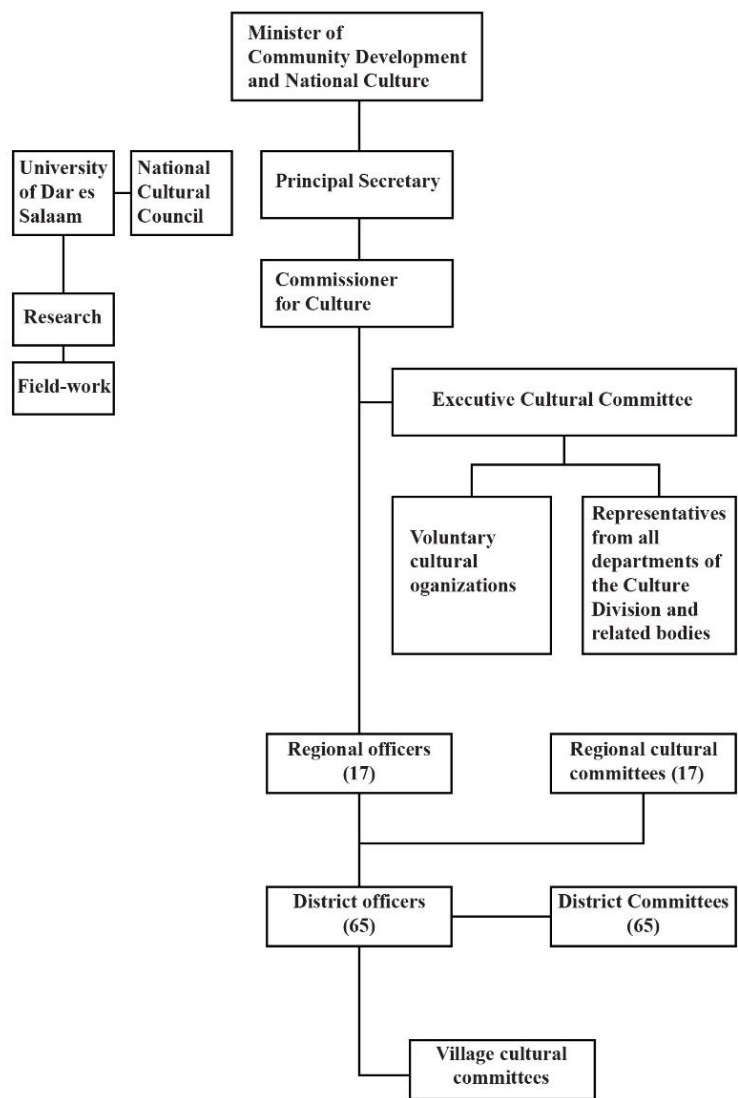 Minister of
Community Development
and National Culture
University
of Dar es
Salaam
National
Cultural
Council
Principal Secretary
Commissioner
for Culture
Research
Field-work
Executive Cultural Committee
Voluntary
cultural
oganizations
Representatives
from all
departments of
the Culture
Division and
related bodies
Regional officers
(17)
Regional cultural
committees (17)
District officers
(65)
District Committees
(65)
Village cultural
committees